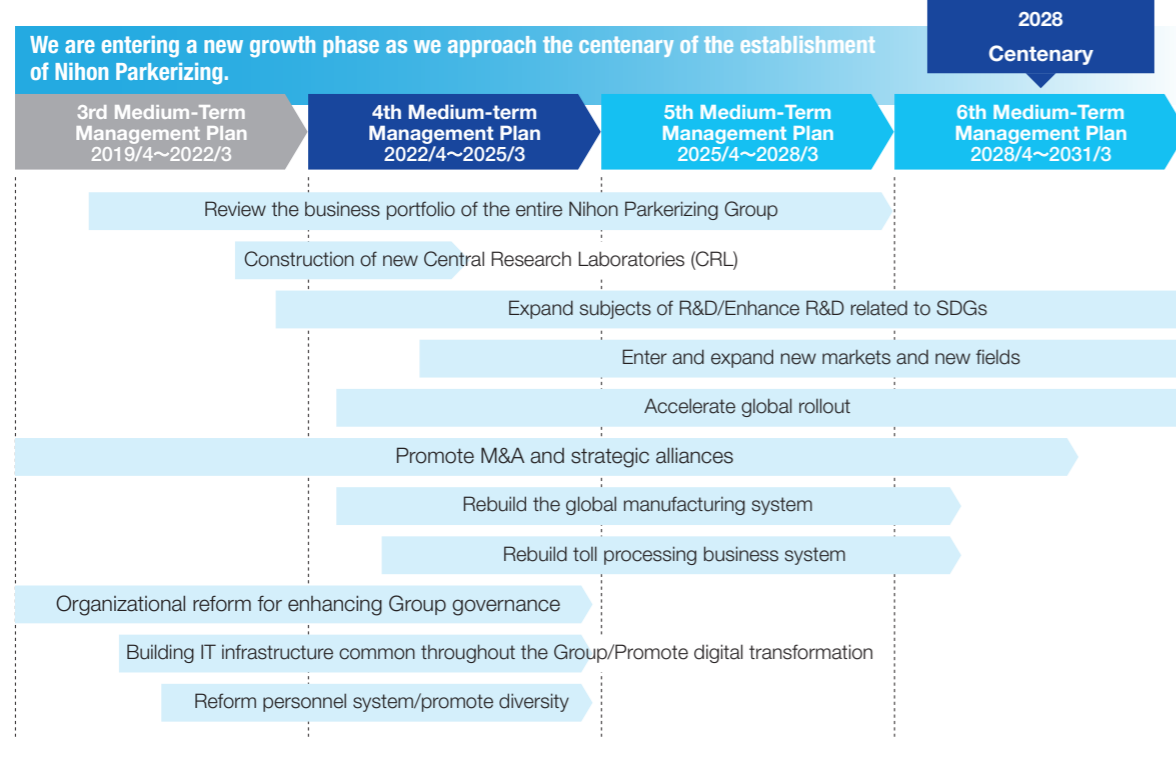 2028
Centenary
We are entering a new growth phase as we approach the centenary of the establishment
of Nihon Parkerizing.
3rd Medium-Term
Management Plan
2019/4〜2022/3
4th Medium-term
Management Plan
2022/4〜2025/3
5th Medium-Term
Management Plan
2025/4〜2028/3
6th Medium-Term
Management Plan
2028/4〜2031/3
Review the business portfolio of the entire Nihon Parkerizing Group
Construction of new Central Research Laboratories (CRL)
Expand subjects of R&D/Enhance R&D related to SDGs
Enter and expand new markets and new fields
Accelerate global rollout
Promote M&A and strategic alliances
Rebuild the global manufacturing system
Rebuild toll processing business system
Organizational reform for enhancing Group governance
Building IT infrastructure common throughout the Group/Promote digital transformation
Reform personnel system/promote diversity